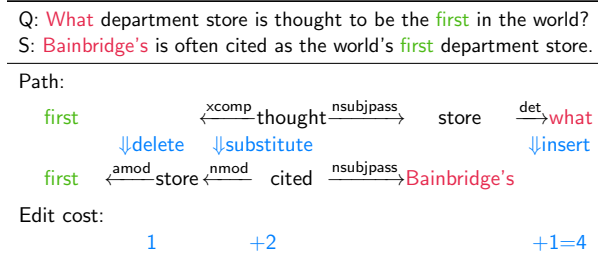 Q: What department store is thought to be the first in the world?
S: Bainbridge's is often cited as the world's first department store.
Path:
first ←xcomp thought nsubjpass→ store det→ what
⇓delete ⇓substitute ⇓insert
first ←amod store ←nmod cited nsubjpass→ Bainbridge's
Edit cost:
1 +2 +1=4